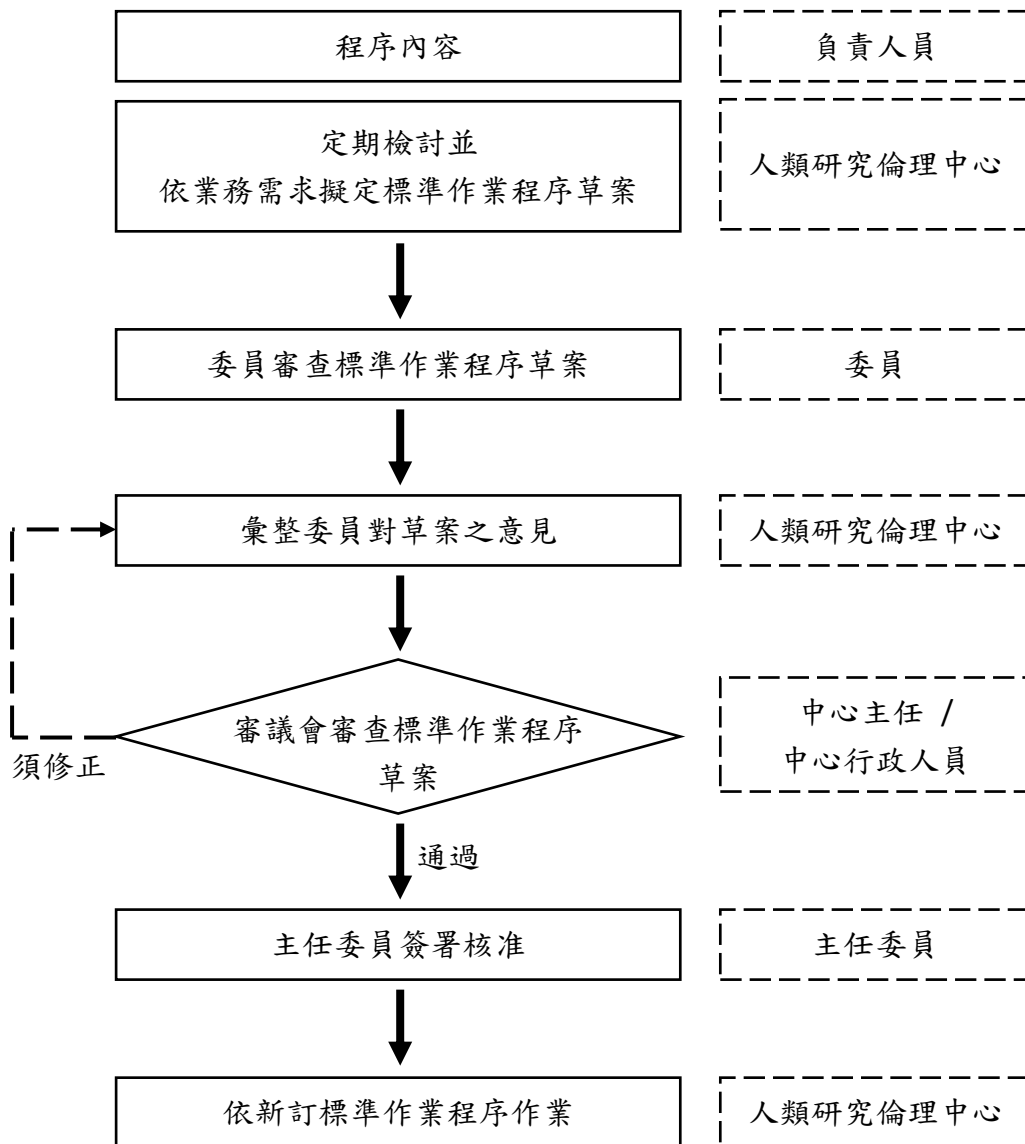 程序內容
負責人員
定期檢討並
依業務需求擬定標準作業程序草案
人類研究倫理中心
委員審查標準作業程序草案
委員
彙整委員對草案之意見
人類研究倫理中心
審議會審查標準作業程序
草案
須修正
中心主任 /
中心行政人員
通過
主任委員簽署核准
主任委員
依新訂標準作業程序作業
人類研究倫理中心